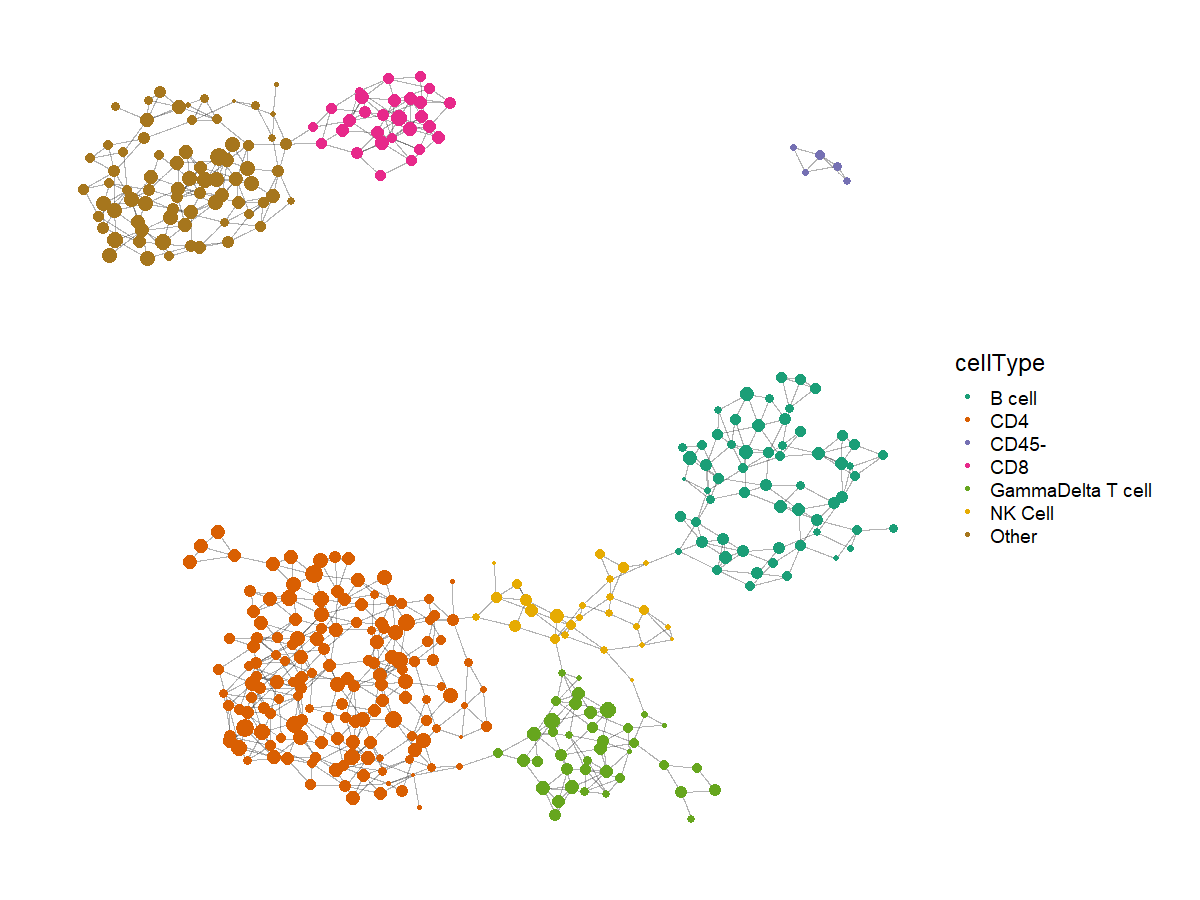 cellType
B cell
CD4
CD45-
CD8
GammaDelta T cell
NK Cell
Other